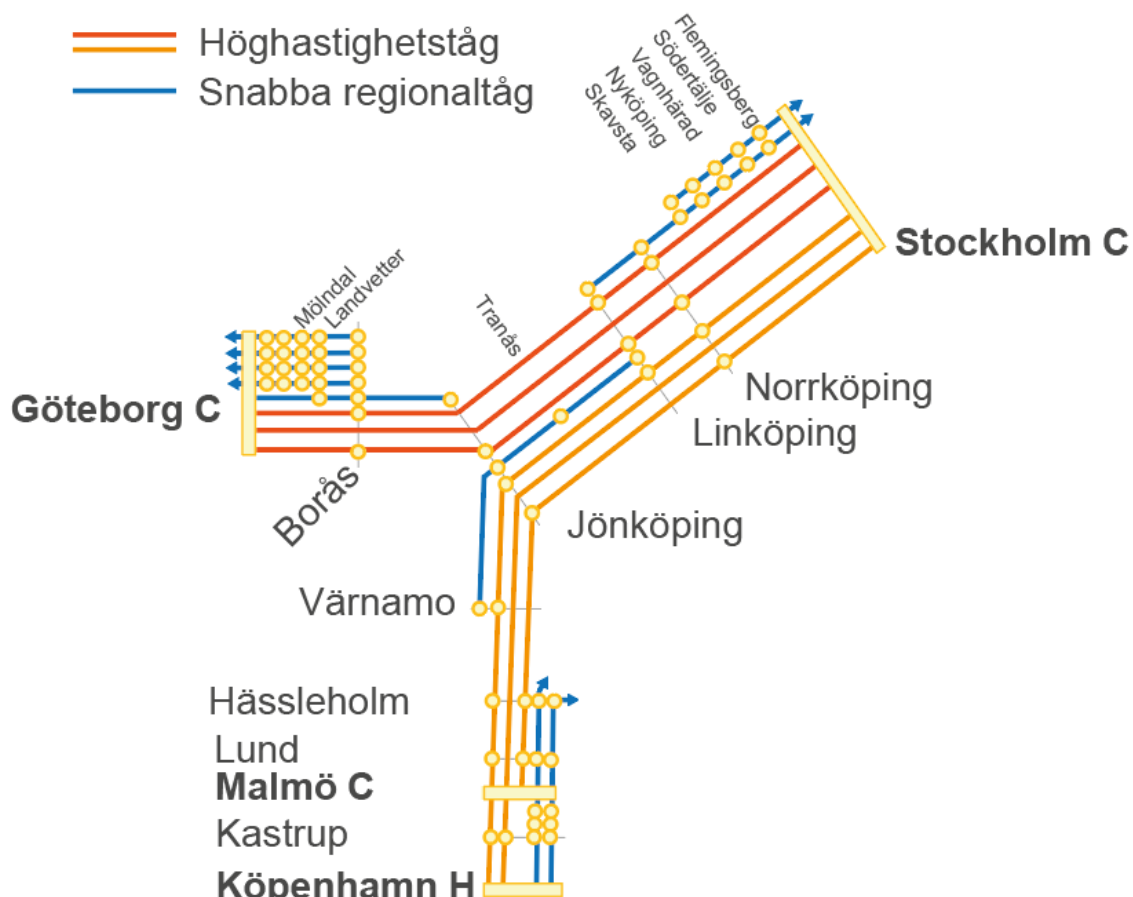 Höghastighetståg
Snabba regionaltåg
Flemingsberg
Södertälje
Vagnhärad
Nyköping
Skavsta
Stockholm C
Mölndal
Landvetter
Tranås
Göteborg C
Norrköping
Linköping
Borås
Jönköping
Värnamo
Hässleholm
Lund
Malmö C
Kastrup
Köpenhamn H